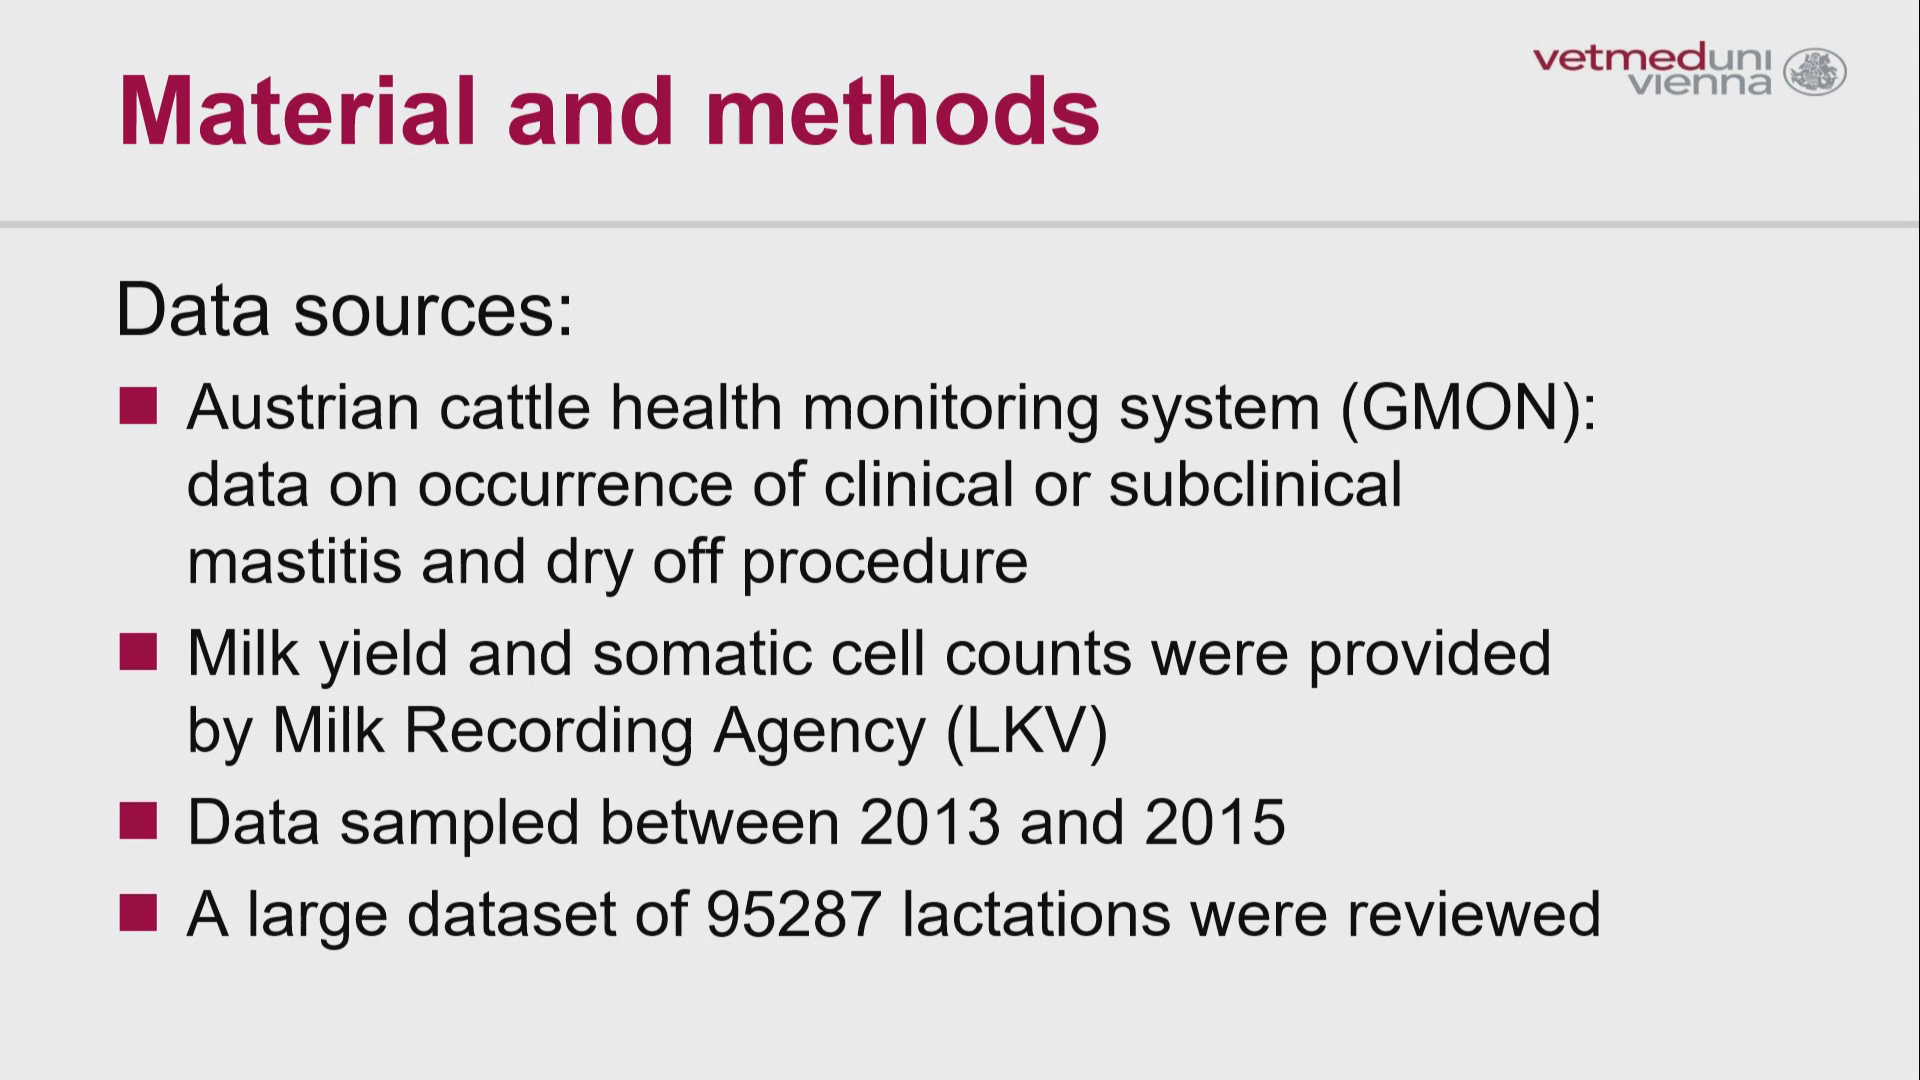 Material and methods
vetmeduni
vienna
Data sources:
Austrian cattle health monitoring system (GMON):
data on occurrence of clinical or subclinical
mastitis and dry off procedure
Milk yield and somatic cell counts were provided
by Milk Recording Agency (LKV)
Data sampled between 2013 and 2015
A large dataset of 95287 lactations were reviewed